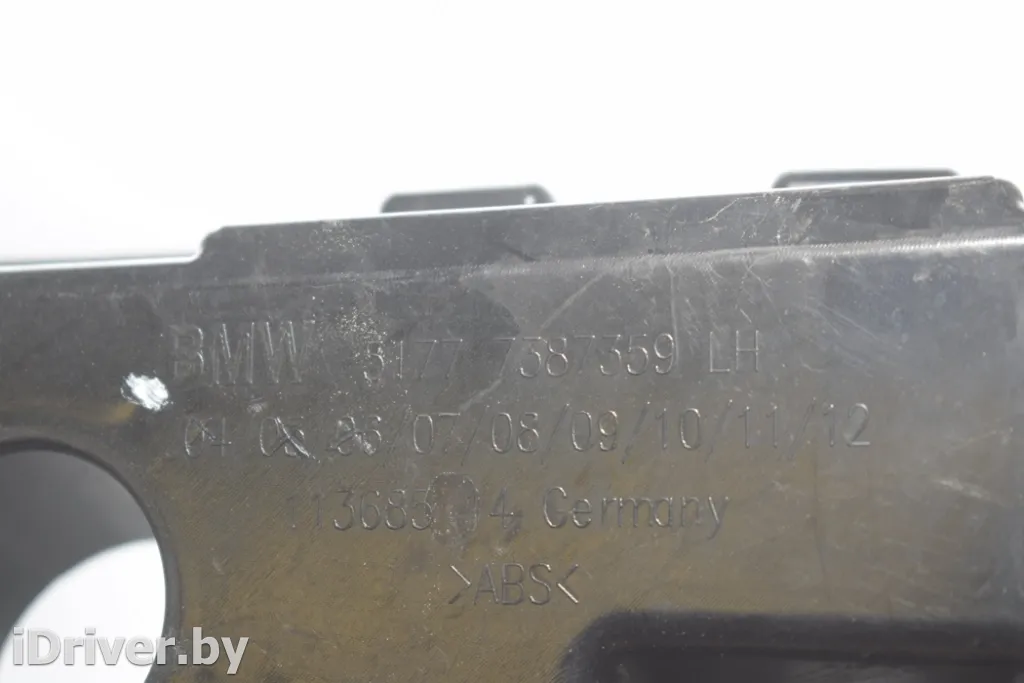 BMW 5177 7387359 LH
04 05 06/07/08/09/10/11/12
Germany
>ABS<
iDriver.by